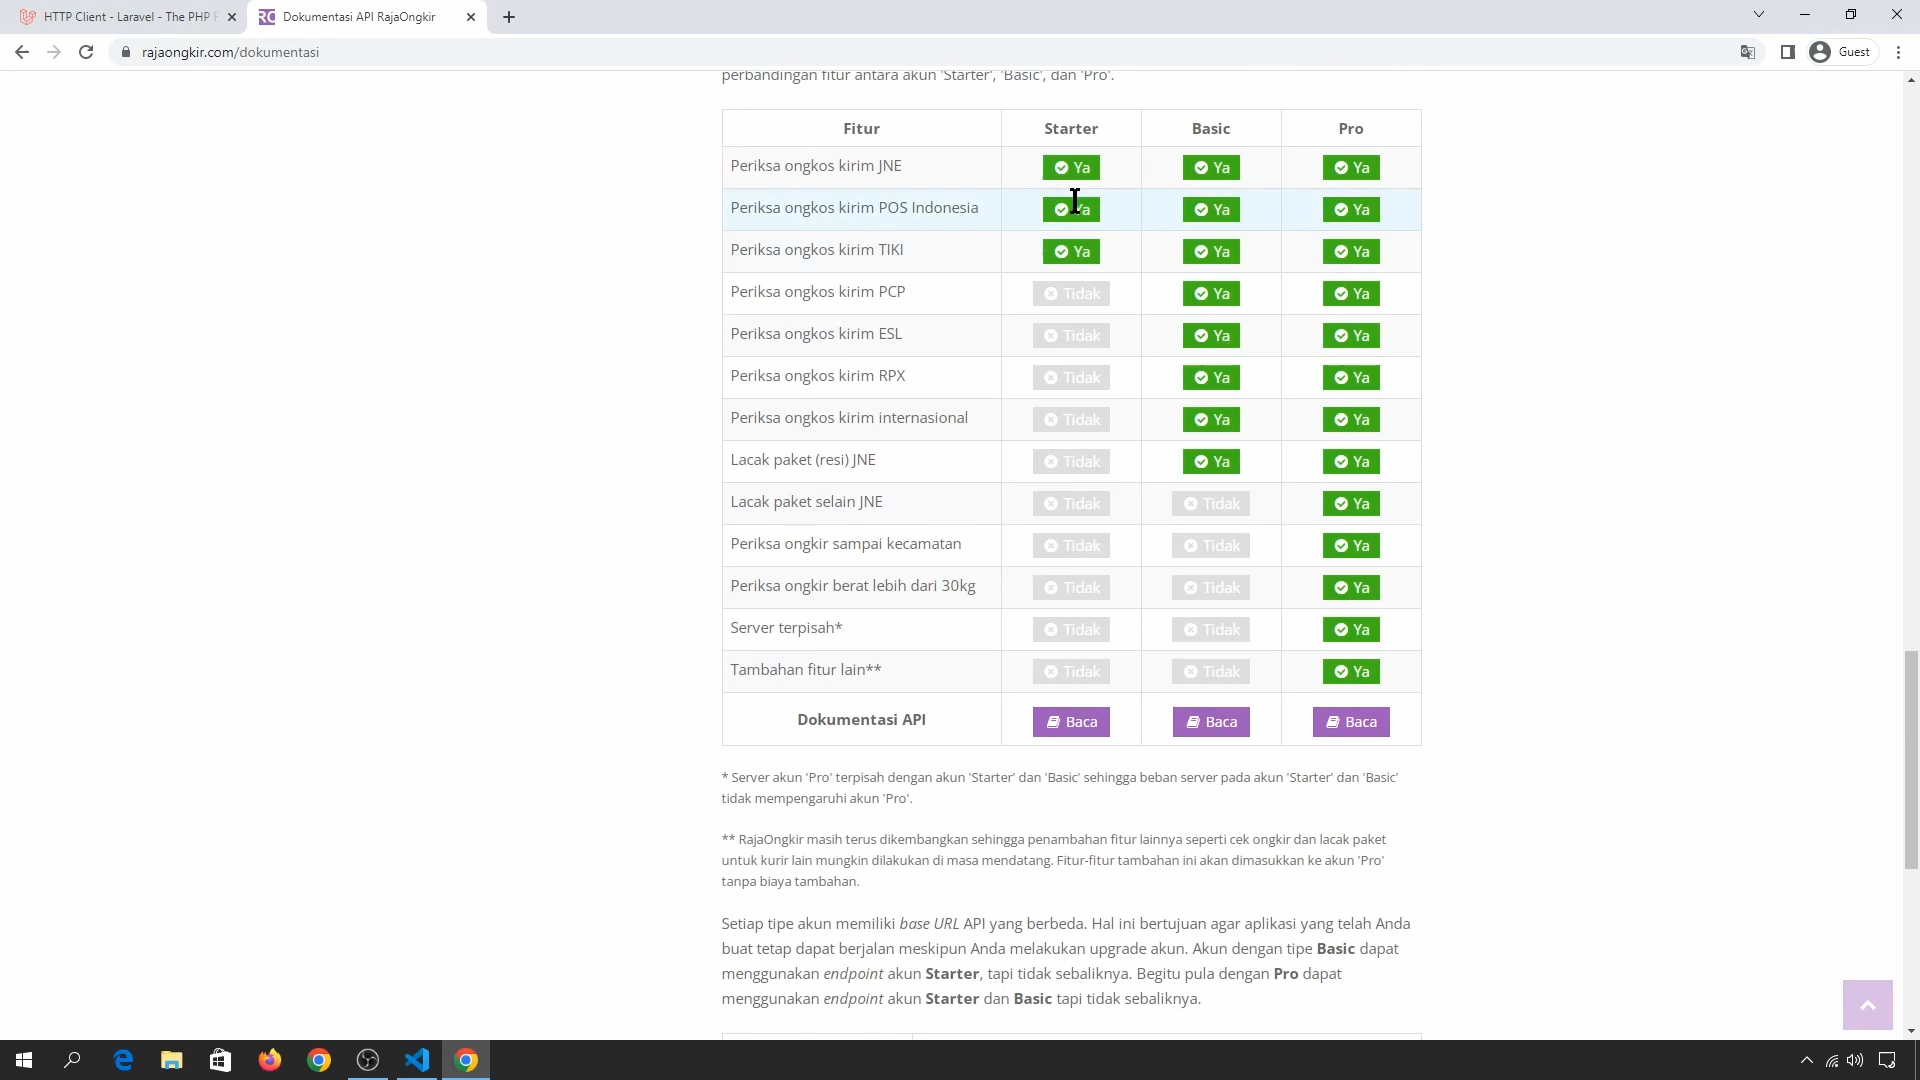 HTTP Client - Laravel - The PHP F
Dokumentasi API RajaOngkir
rajaongkir.com/dokumentasi
Guest
perbandingan fitur antara akun 'Starter', 'Basic', dan 'Pro'.
Fitur Starter Basic Pro
Periksa ongkos kirim JNE Ya Ya Ya
Periksa ongkos kirim POS Indonesia Ya Ya Ya
Periksa ongkos kirim TIKI Ya Ya Ya
Periksa ongkos kirim PCP Tidak Ya Ya
Periksa ongkos kirim ESL Tidak Ya Ya
Periksa ongkos kirim RPX Tidak Ya Ya
Periksa ongkos kirim internasional Tidak Ya Ya
Lacak paket (resi) JNE Tidak Ya Ya
Lacak paket selain JNE Tidak Tidak Ya
Periksa ongkir sampai kecamatan Tidak Tidak Ya
Periksa ongkir berat lebih dari 30kg Tidak Tidak Ya
Server terpisah* Tidak Tidak Ya
Tambahan fitur lain** Tidak Tidak Ya
Dokumentasi API Baca Baca Baca
* Server akun 'Pro' terpisah dengan akun 'Starter' dan 'Basic' sehingga beban server pada akun 'Starter' dan 'Basic'
tidak mempengaruhi akun 'Pro'.
** RajaOngkir masih terus dikembangkan sehingga penambahan fitur lainnya seperti cek ongkir dan lacak paket
untuk kurir lain mungkin dilakukan di masa mendatang. Fitur-fitur tambahan ini akan dimasukkan ke akun 'Pro'
tanpa biaya tambahan.
Setiap tipe akun memiliki base URL API yang berbeda. Hal ini bertujuan agar aplikasi yang telah Anda
buat tetap dapat berjalan meskipun Anda melakukan upgrade akun. Akun dengan tipe Basic dapat
menggunakan endpoint akun Starter, tapi tidak sebaliknya. Begitu pula dengan Pro dapat
menggunakan endpoint akun Starter dan Basic tapi tidak sebaliknya.